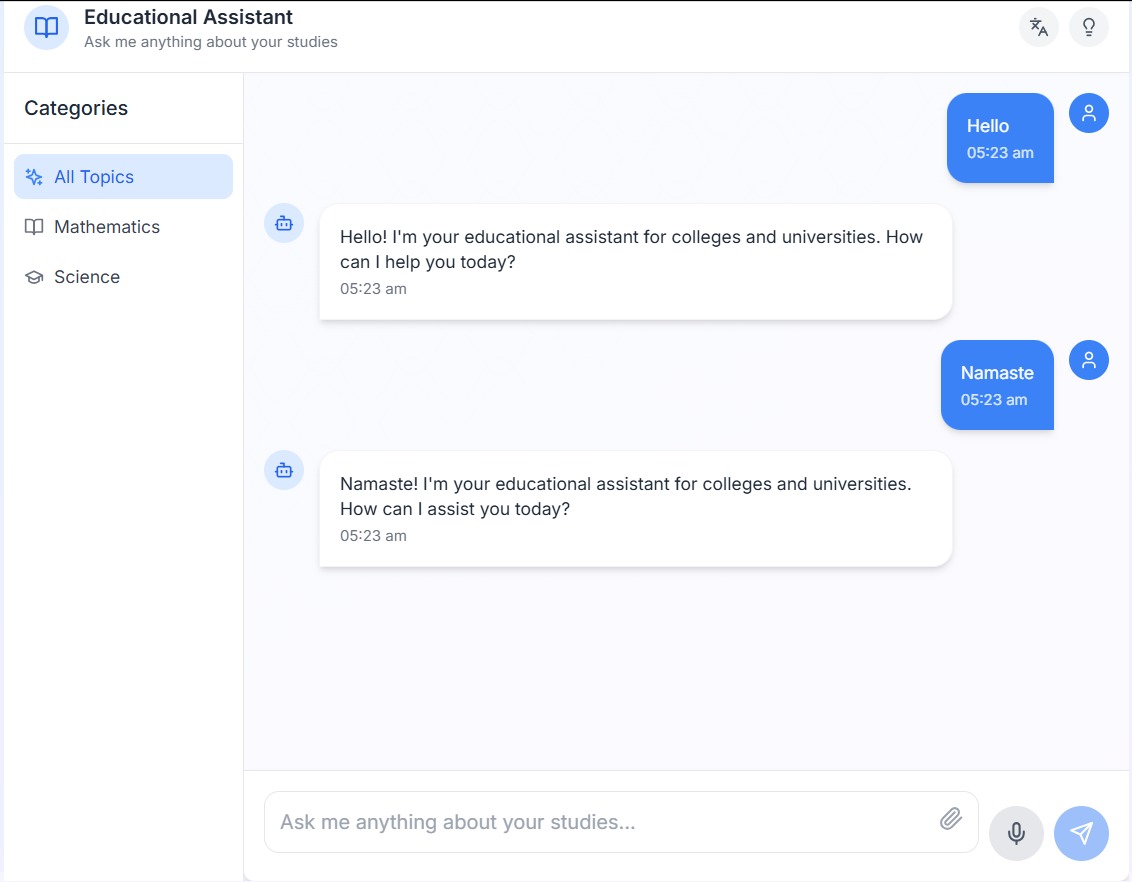 Educational Assistant
Ask me anything about your studies
Categories
All Topics
Mathematics
Science
Hello
05:23 am
Hello! I'm your educational assistant for colleges and universities. How
can I help you today?
05:23 am
Namaste
05:23 am
Namaste! I'm your educational assistant for colleges and universities.
How can I assist you today?
05:23 am
Ask me anything about your studies...